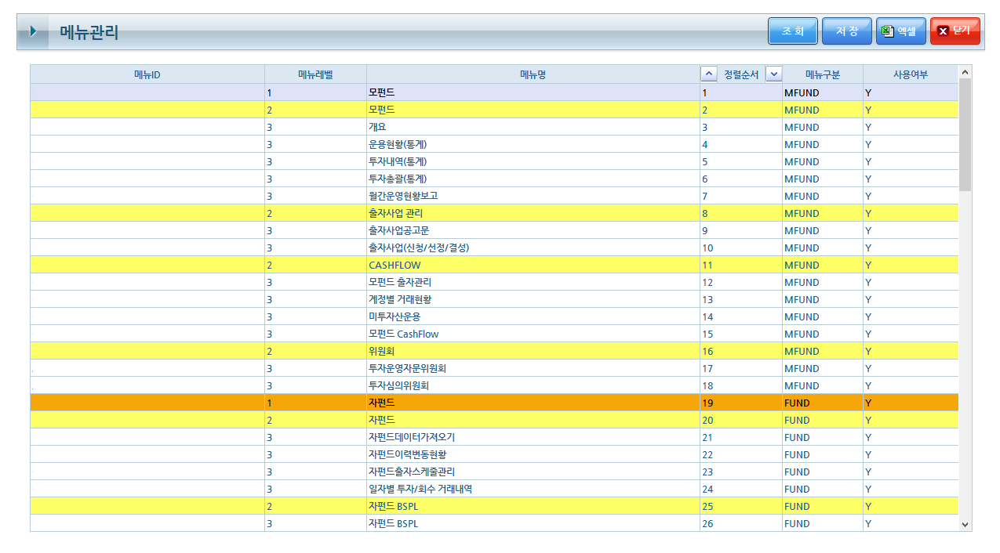 메뉴관리 조 회 저 장 엑셀 닫기
메뉴ID 메뉴레벨 메뉴명 정렬순서 메뉴구분 사용여부
1 모펀드 1 MFUND Y
2 모펀드 2 MFUND Y
3 개요 3 MFUND Y
3 운용현황(통계) 4 MFUND Y
3 투자내역(통계) 5 MFUND Y
3 투자총괄(통계) 6 MFUND Y
3 월간운영현황보고 7 MFUND Y
2 출자사업 관리 8 MFUND Y
3 출자사업공고문 9 MFUND Y
3 출자사업(신청/선정/결성) 10 MFUND Y
2 CASHFLOW 11 MFUND Y
3 모펀드 출자관리 12 MFUND Y
3 계정별 거래현황 13 MFUND Y
3 미투자산운용 14 MFUND Y
3 모펀드 CashFlow 15 MFUND Y
2 위원회 16 MFUND Y
3 투자운영자문위원회 17 MFUND Y
3 투자심의위원회 18 MFUND Y
1 자펀드 19 FUND Y
2 자펀드 20 FUND Y
3 자펀드데이터가져오기 21 FUND Y
3 자펀드이력변동현황 22 FUND Y
3 자펀드출자스케줄관리 23 FUND Y
3 일자별 투자/회수 거래내역 24 FUND Y
2 자펀드 BSPL 25 FUND Y
3 자펀드 BSPL 26 FUND Y